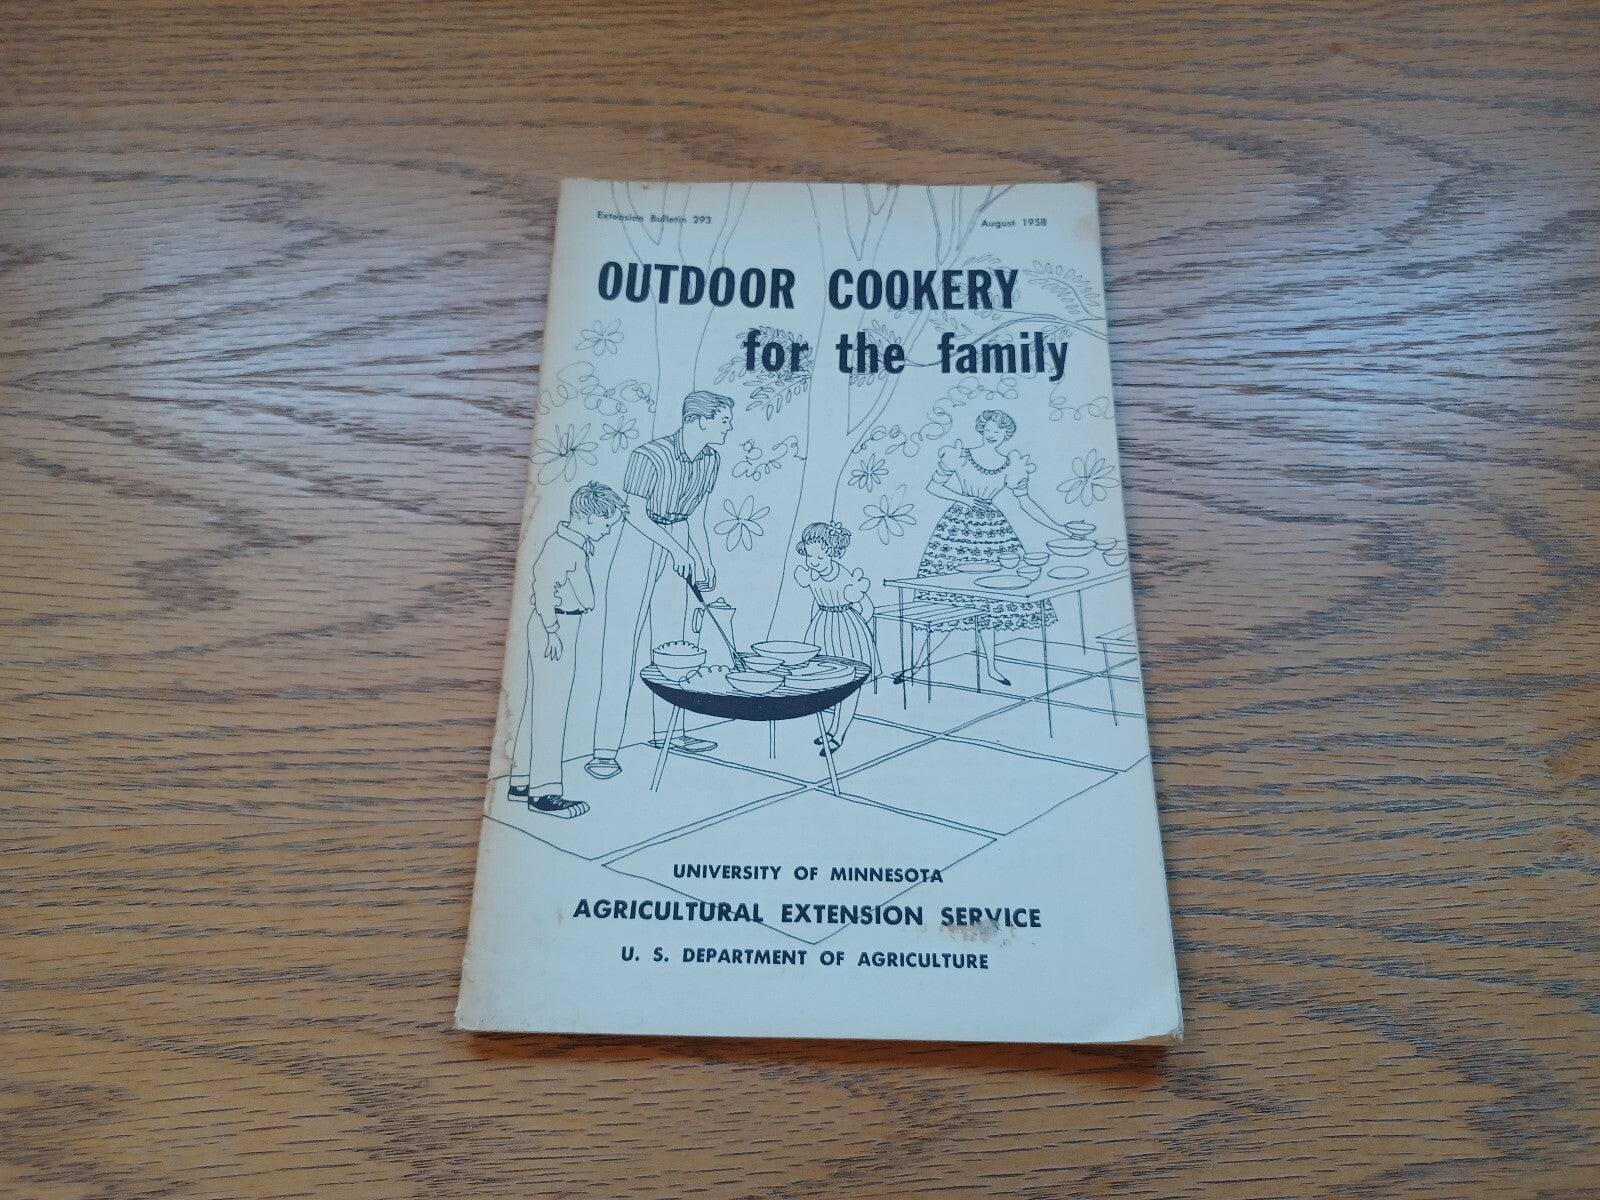 Extension Bulletin 293
August 1958
OUTDOOR COOKERY
for the family
UNIVERSITY OF MINNESOTA
AGRICULTURAL EXTENSION SERVICE
U. S. DEPARTMENT OF AGRICULTURE